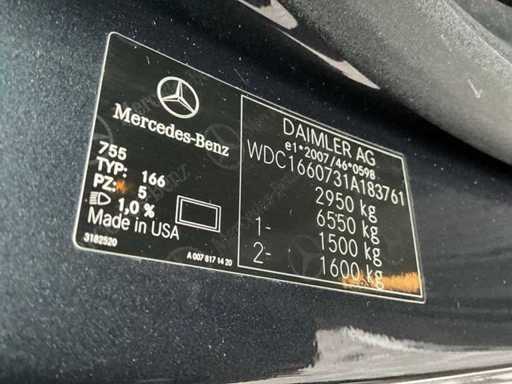 Mercedes-Benz
755
TYP: 166
PZ: 5
1,0 %
Made in USA
3182520
A 007 817 14 20
DAIMLER AG
e1*2007/46*0598
WDC1660731A183761
2950 kg
6550 kg
1- 1500 kg
2- 1600 kg